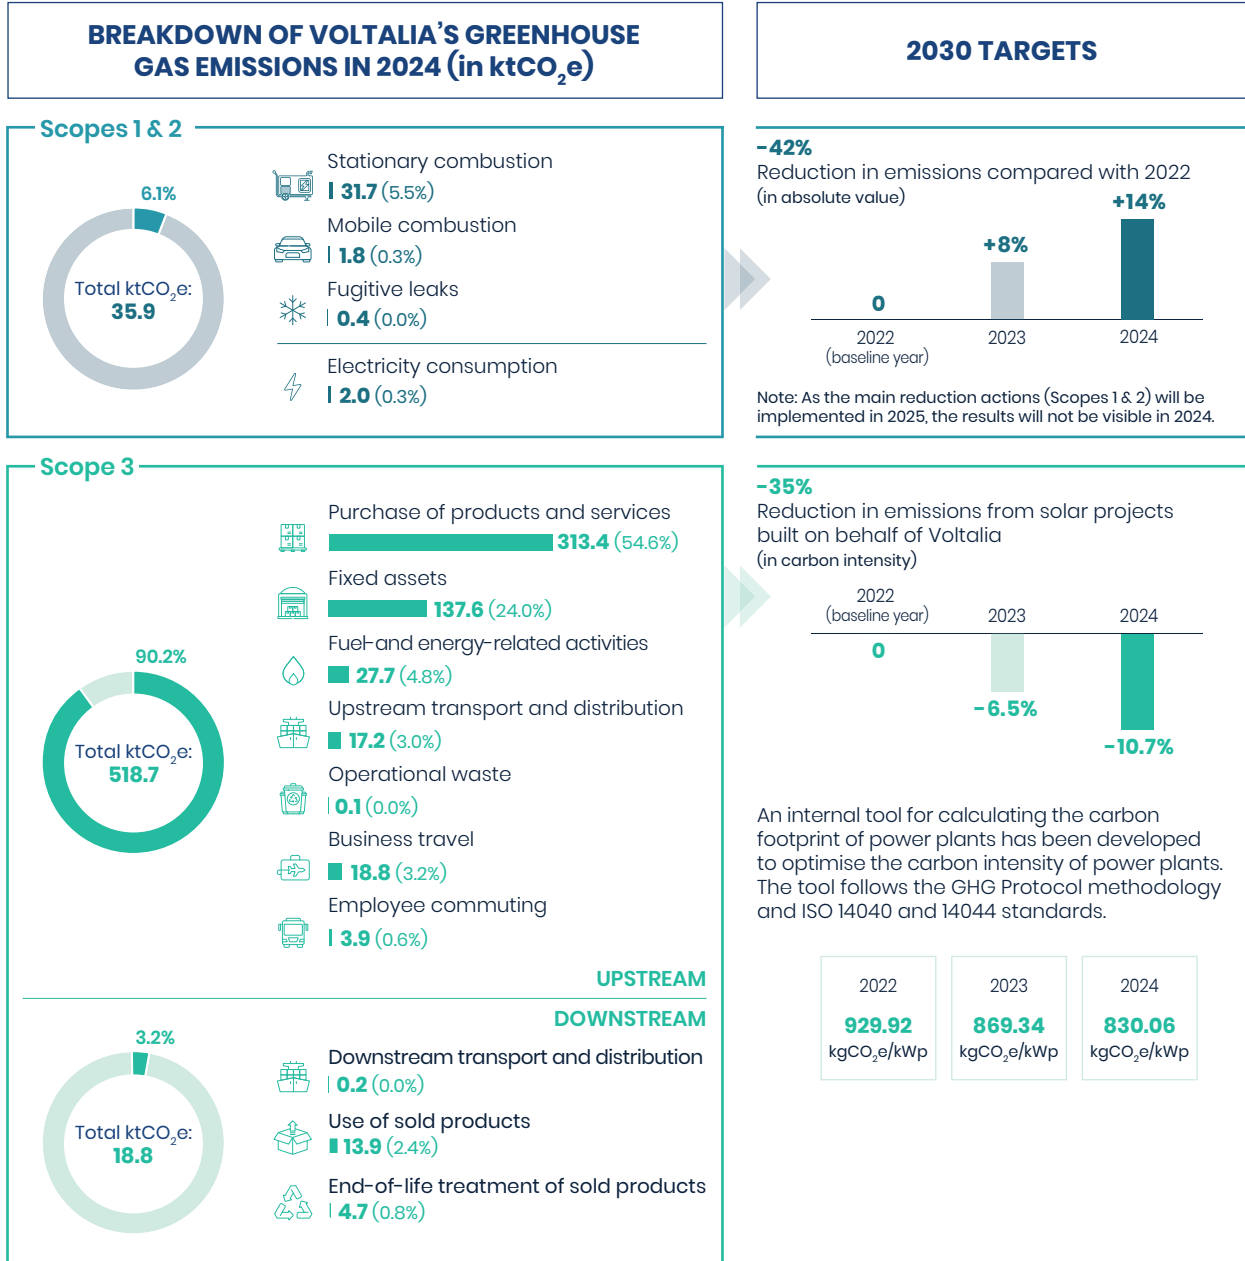 BREAKDOWN OF VOLTALIA’S GREENHOUSE
GAS EMISSIONS IN 2024 (in ktCO2e)
2030 TARGETS
Scopes 1 & 2
6.1%
Total ktCO2e:
35.9
Stationary combustion
31.7 (5.5%)
Mobile combustion
1.8 (0.3%)
Fugitive leaks
0.4 (0.0%)
Electricity consumption
2.0 (0.3%)
-42%
Reduction in emissions compared with 2022
(in absolute value)
+14%
+8%
0
2022
(baseline year)
2023
2024
Note: As the main reduction actions (Scopes 1 & 2) will be
implemented in 2025, the results will not be visible in 2024.
Scope 3
90.2%
Total ktCO2e:
518.7
Purchase of products and services
313.4 (54.6%)
Fixed assets
137.6 (24.0%)
Fuel-and energy-related activities
27.7 (4.8%)
Upstream transport and distribution
17.2 (3.0%)
Operational waste
0.1 (0.0%)
Business travel
18.8 (3.2%)
Employee commuting
3.9 (0.6%)
UPSTREAM
DOWNSTREAM
3.2%
Total ktCO2e:
18.8
Downstream transport and distribution
0.2 (0.0%)
Use of sold products
13.9 (2.4%)
End-of-life treatment of sold products
4.7 (0.8%)
-35%
Reduction in emissions from solar projects
built on behalf of Voltalia
(in carbon intensity)
2022
(baseline year)
2023
2024
0
-6.5%
-10.7%
An internal tool for calculating the carbon
footprint of power plants has been developed
to optimise the carbon intensity of power plants.
The tool follows the GHG Protocol methodology
and ISO 14040 and 14044 standards.
2022
929.92
kgCO2e/kWp
2023
869.34
kgCO2e/kWp
2024
830.06
kgCO2e/kWp